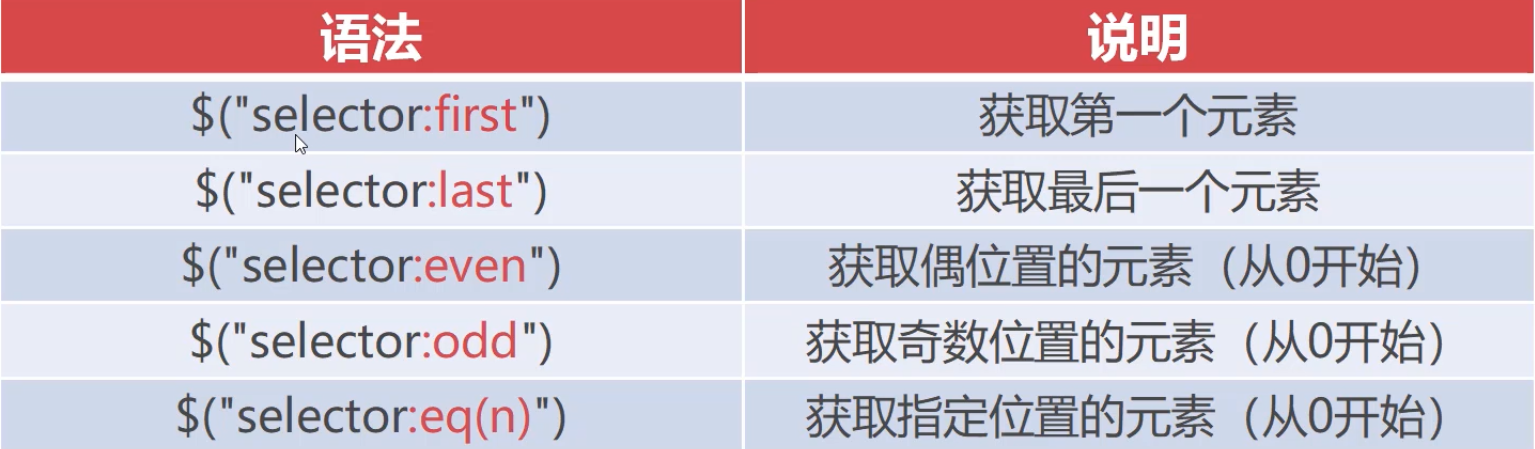 语法 说明
$("selector:first") 获取第一个元素
$("selector:last") 获取最后一个元素
$("selector:even") 获取偶位置的元素（从0开始）
$("selector:odd") 获取奇数位置的元素（从0开始）
$("selector:eq(n)") 获取指定位置的元素（从0开始）